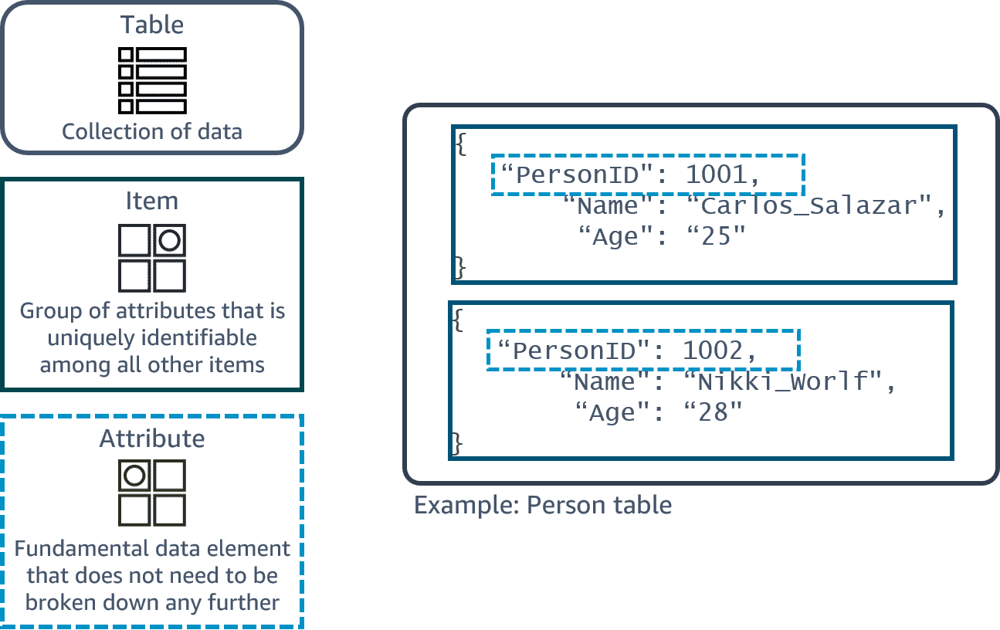 Table
Collection of data
Item
Group of attributes that is
uniquely identifiable
among all other items
Attribute
Fundamental data element
that does not need to be
broken down any further
{
“PersonID": 1001,
“Name": “Carlos_Salazar",
“Age": “25"
}
{
“PersonID": 1002,
“Name": “Nikki_Worlf",
“Age": “28"
}
Example: Person table